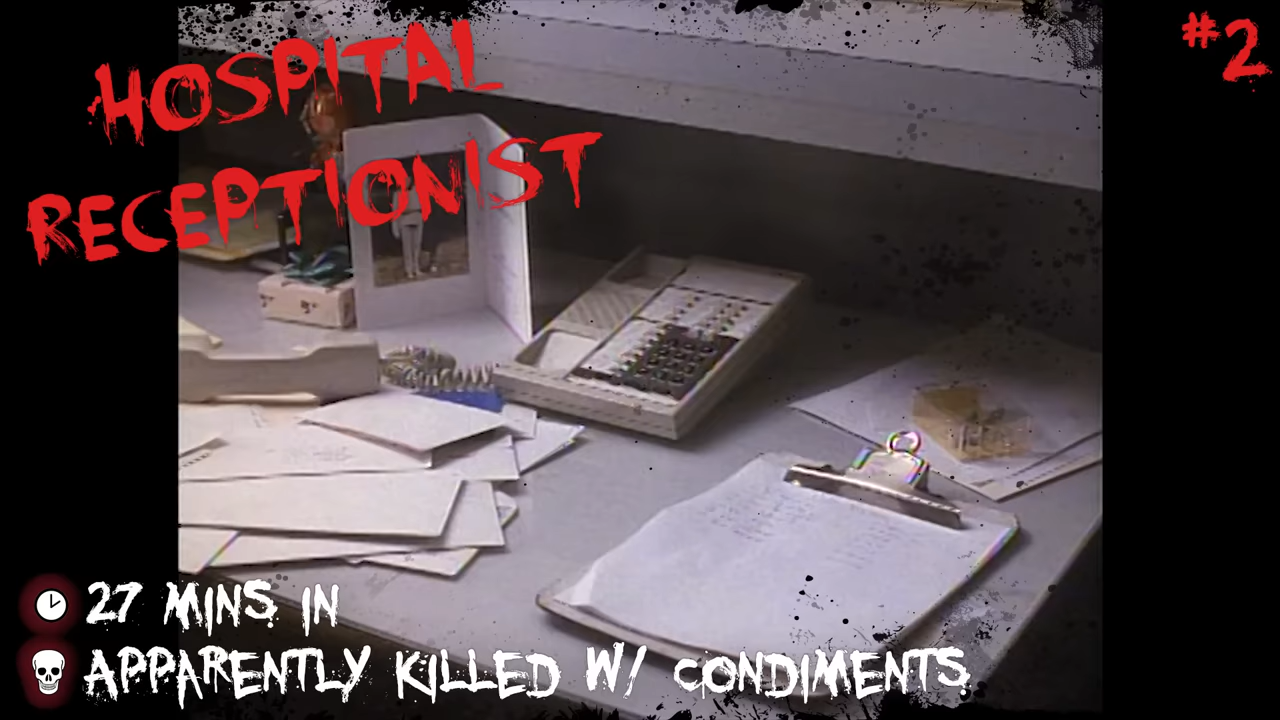 HOSPITAL
RECEPTIONIST
#2
27 MINS IN
APPARENTLY KILLED W/ CONDIMENTS